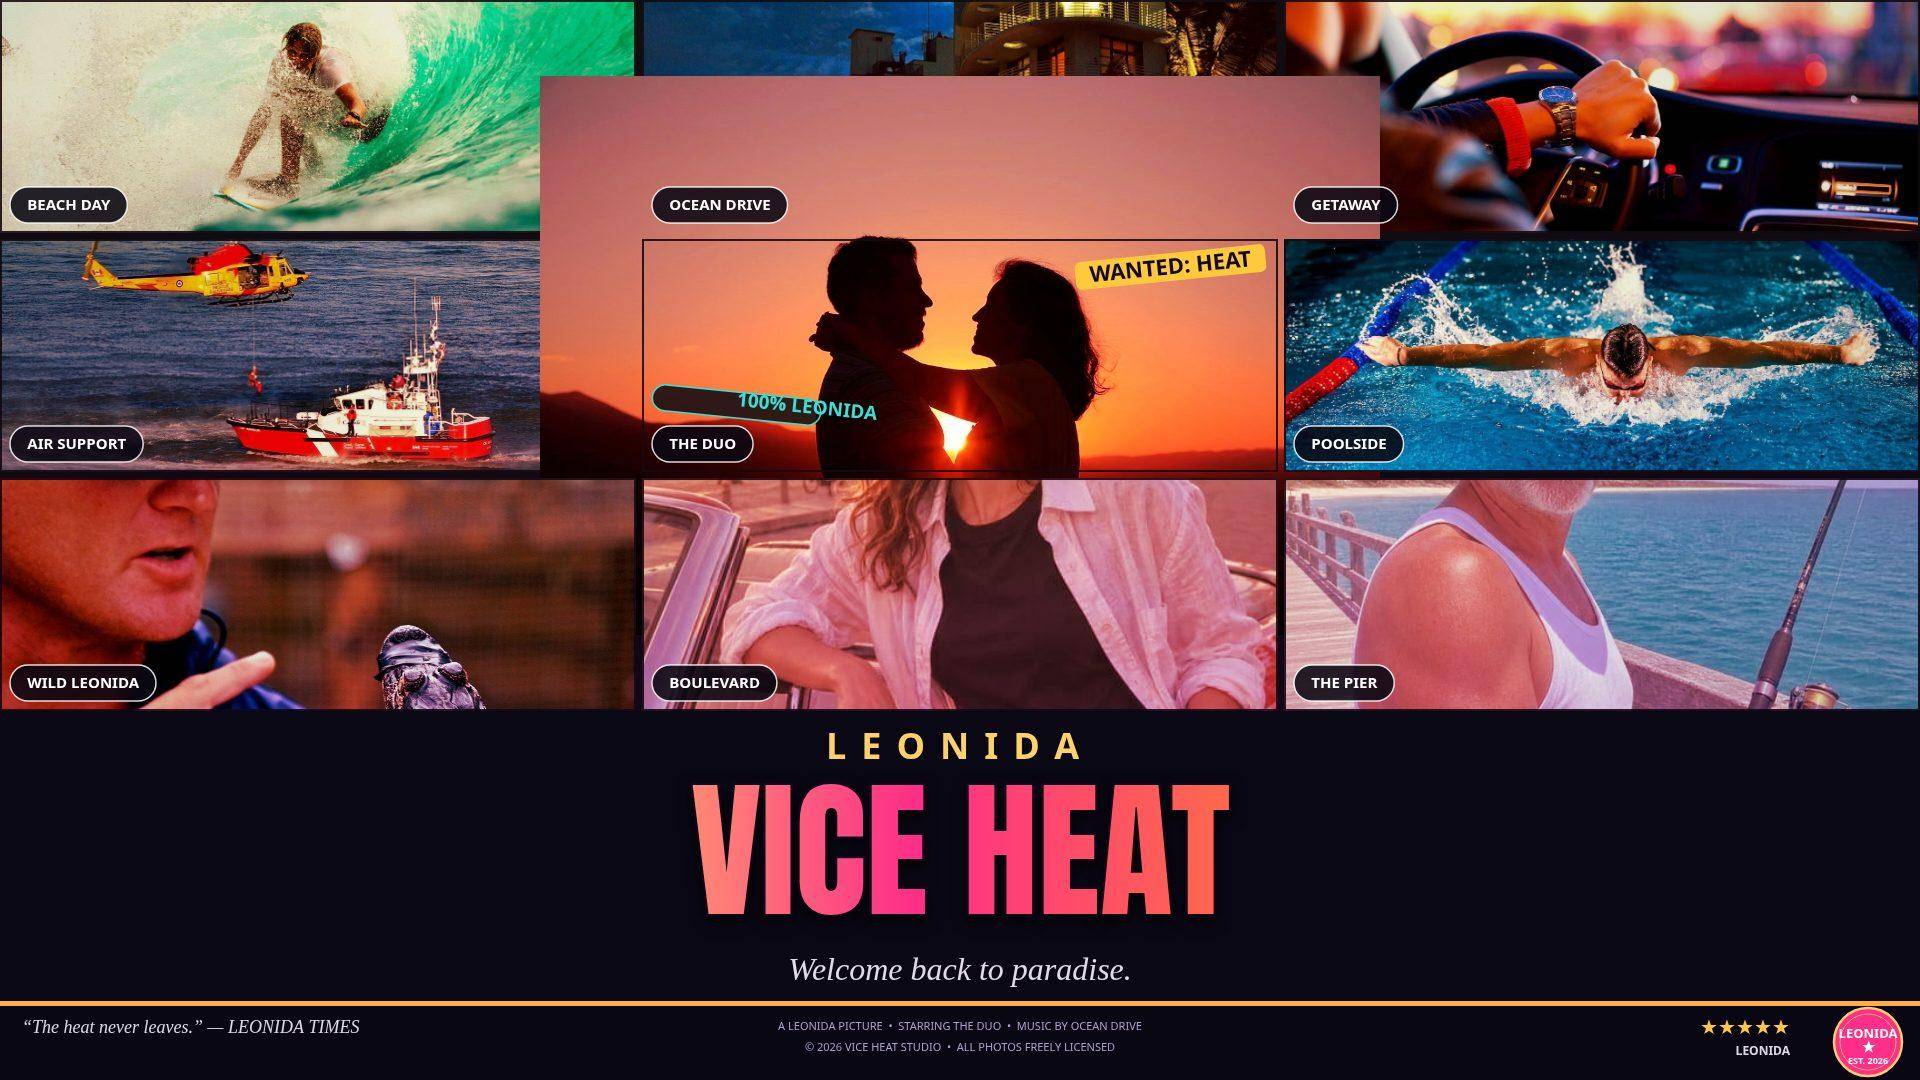 BEACH DAY
OCEAN DRIVE
GETAWAY
WANTED: HEAT
100% LEONIDA
AIR SUPPORT
THE DUO
POOLSIDE
WILD LEONIDA
BOULEVARD
THE PIER
LEONIDA
VICE HEAT
Welcome back to paradise.
“The heat never leaves.” — LEONIDA TIMES
A LEONIDA PICTURE • STARRING THE DUO • MUSIC BY OCEAN DRIVE
© 2026 VICE HEAT STUDIO • ALL PHOTOS FREELY LICENSED
★★★★★
LEONIDA
LEONIDA
★
EST. 2026